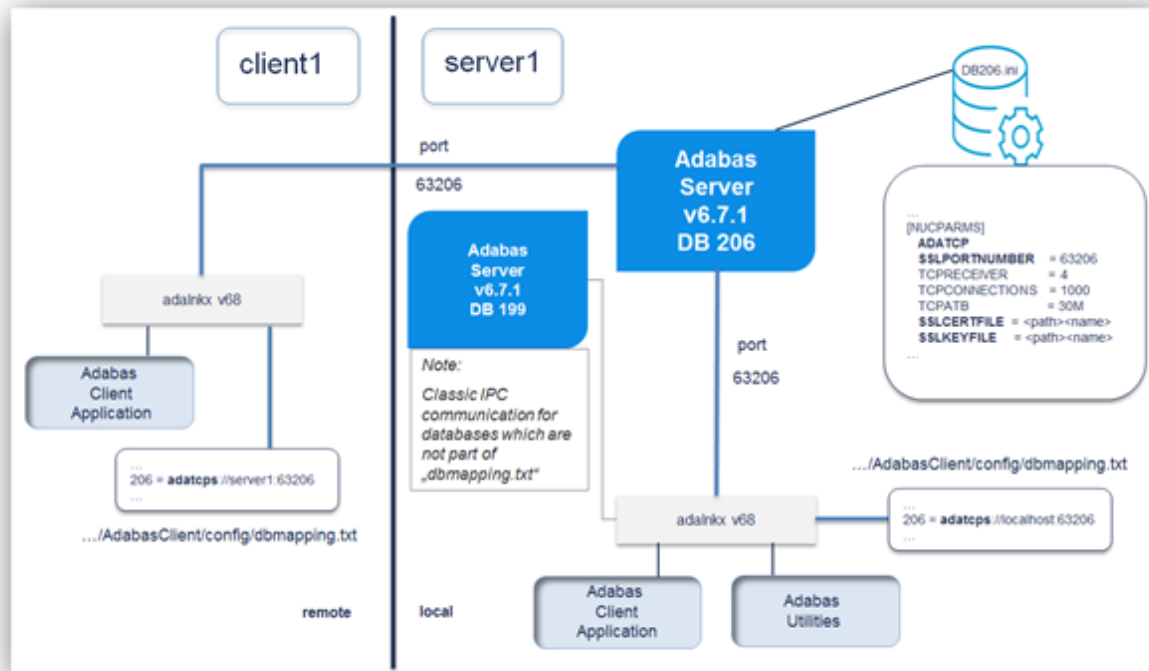 client1
server1
DB206.ini
port
63206
Adabas
Server
v6.7.1
DB 206
Adabas
Server
v6.7.1
DB 199
...
[NUCPARMS]
ADATCP
SSLPORTNUMBER = 63206
TCPRECEIVER = 4
TCPCONNECTIONS = 1000
TCPATB = 30M
SSLCERTFILE = <path><name>
SSLKEYFILE = <path><name>
...
adalnkx v68
Adabas
Client
Application
Note:
Classic IPC
communication for
databases which are
not part of
„dbmapping.txt“
port
63206
...
206 = adatcps://server1:63206
...
…/AdabasClient/config/dbmapping.txt
…/AdabasClient/config/dbmapping.txt
...
206 = adatcps://localhost:63206
...
adalnkx v68
Adabas
Client
Application
Adabas
Utilities
remote
local